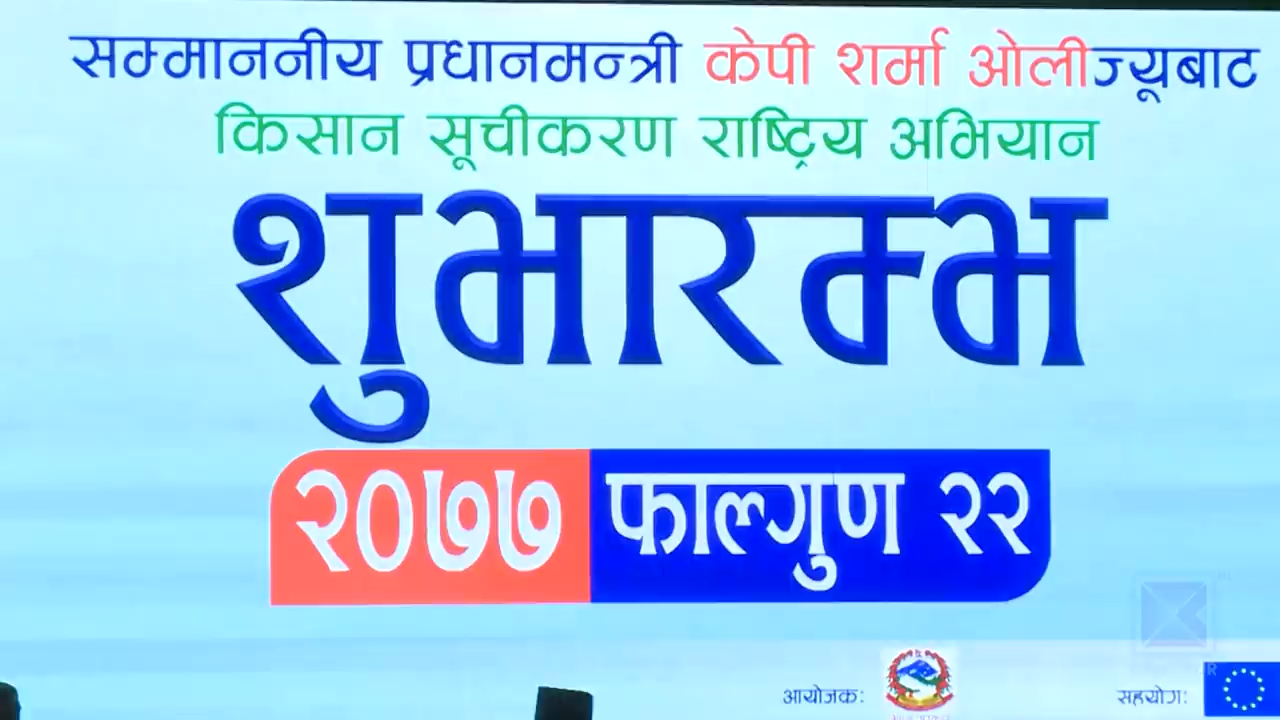 सम्माननीय प्रधानमन्त्री केपी शर्मा ओलीज्यूबाट
किसान सूचीकरण राष्ट्रिय अभियान
शुभारम्भ
२०७७ फाल्गुण २२
आयोजक:
सहयोग: